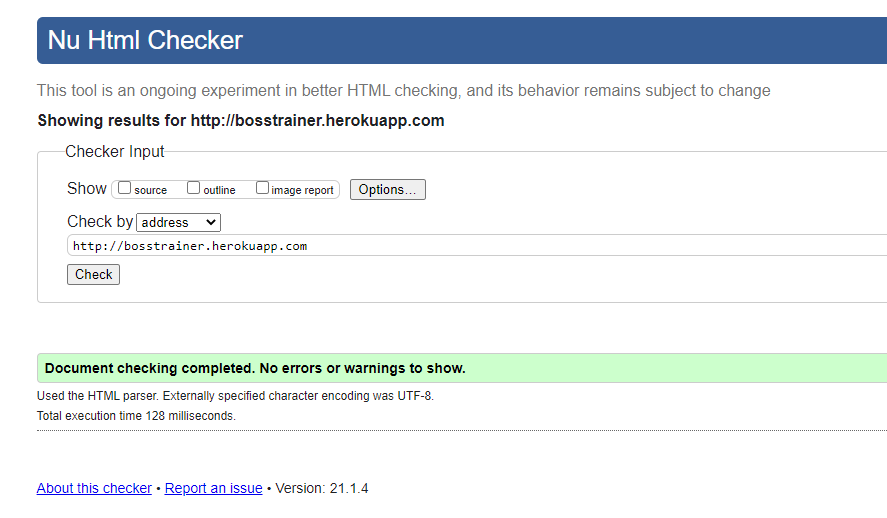 Nu Html Checker
This tool is an ongoing experiment in better HTML checking, and its behavior remains subject to change
Showing results for http://bosstrainer.herokuapp.com
Checker Input
Show source outline image report Options...
Check by address
http://bosstrainer.herokuapp.com
Check
Document checking completed. No errors or warnings to show.
Used the HTML parser. Externally specified character encoding was UTF-8.
Total execution time 128 milliseconds.
About this checker • Report an issue • Version: 21.1.4